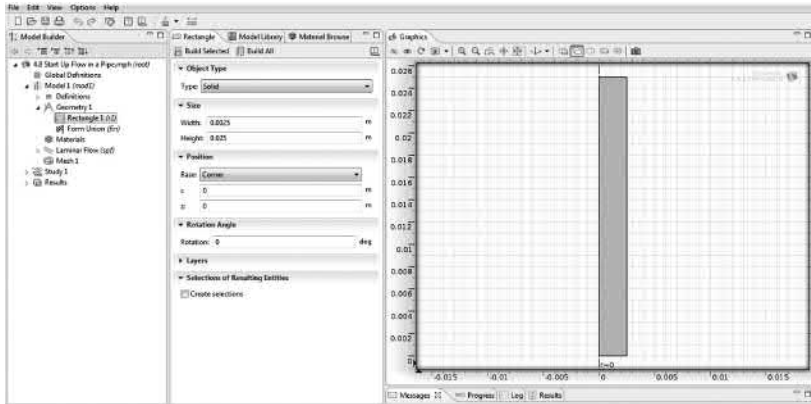 File Edit View Options Help
Model Builder
4.8 Start Up Flow in a Pipe.mph (root)
Global Definitions
Model 1 (mod1)
Definitions
Geometry 1
Rectangle 1 (r1)
Form Union (fin)
Materials
Laminar Flow (spf)
Mesh 1
Study 1
Results
Rectangle Model Library Material Browse
Build Selected Build All
Object Type
Type: Solid
Size
Width: 0.0025 m
Height: 0.025 m
Position
Base: Corner
r: 0 m
z: 0 m
Rotation Angle
Rotation: 0 deg
Layers
Selections of Resulting Entities
Create selections
Graphics
0.026
0.024
0.022
0.02
0.018
0.016
0.014
0.012
0.01
0.008
0.006
0.004
0.002
0
r=0
-0.015 -0.01 -0.005 0 0.005 0.01 0.015
Messages Progress Log Results